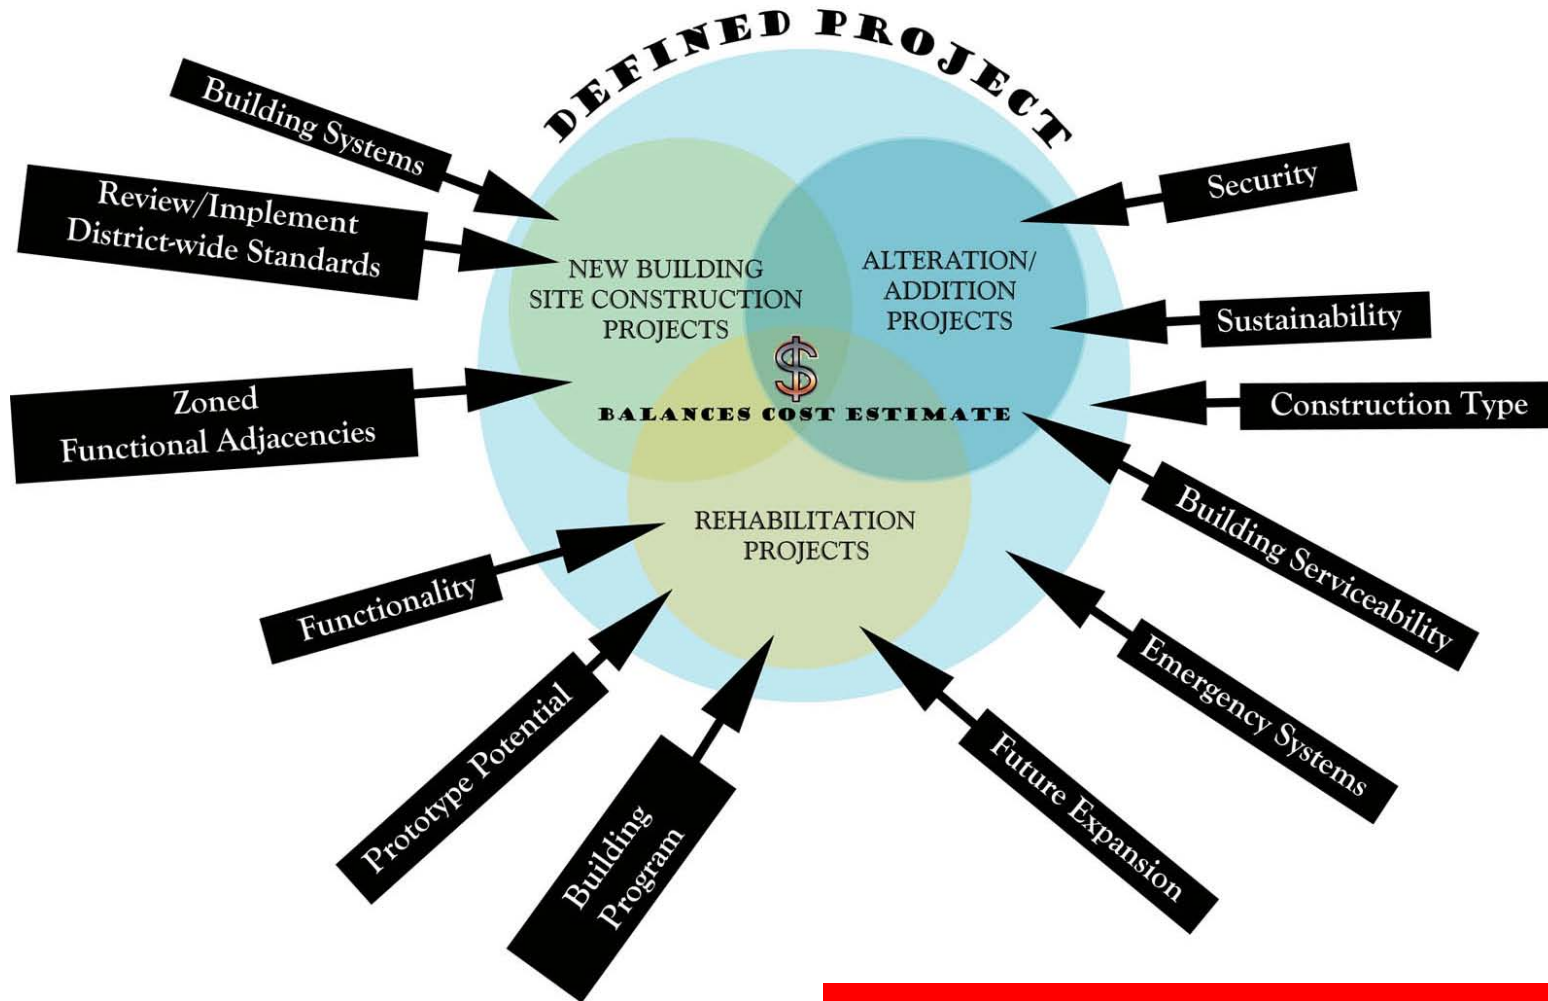 DEFINED PROJECT
Building Systems
Review/Implement
District-wide Standards
Zoned
Functional Adjacencies
Functionality
Prototype Potential
Building
Program
Future Expansion
Emergency Systems
Building Serviceability
Construction Type
Sustainability
Security
NEW BUILDING
SITE CONSTRUCTION
PROJECTS
ALTERATION/
ADDITION
PROJECTS
$
BALANCES COST ESTIMATE
REHABILITATION
PROJECTS